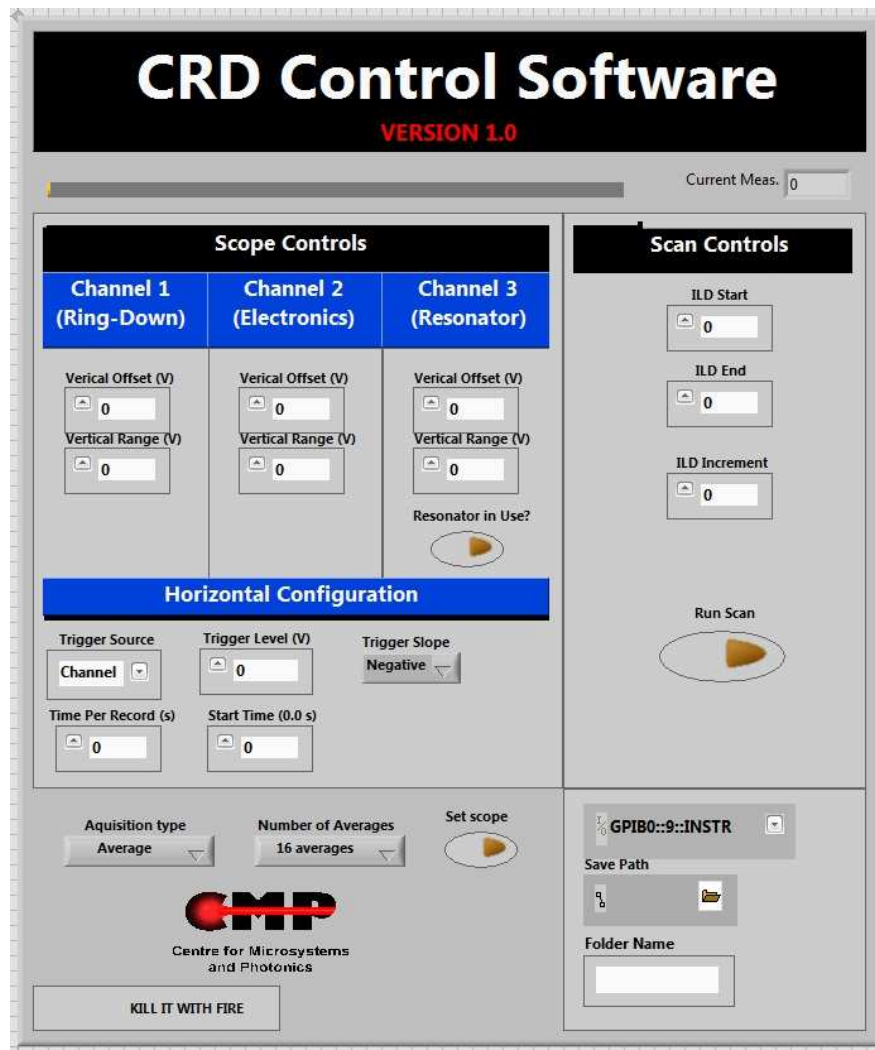 CRD Control Software
VERSION 1.0
Current Meas. 0
Scope Controls
Channel 1
(Ring-Down)
Channel 2
(Electronics)
Channel 3
(Resonator)
Verical Offset (V)
0
Vertical Range (V)
0
Verical Offset (V)
0
Vertical Range (V)
0
Verical Offset (V)
0
Vertical Range (V)
0
Resonator in Use?
Horizontal Configuration
Trigger Source
Channel
Trigger Level (V)
0
Trigger Slope
Negative
Time Per Record (s)
0
Start Time (0.0 s)
0
Scan Controls
ILD Start
0
ILD End
0
ILD Increment
0
Run Scan
Aquisition type
Average
Number of Averages
16 averages
Set scope
CMP
Centre for Microsystems
and Photonics
KILL IT WITH FIRE
I/O GPIB0::9::INSTR
Save Path
Folder Name